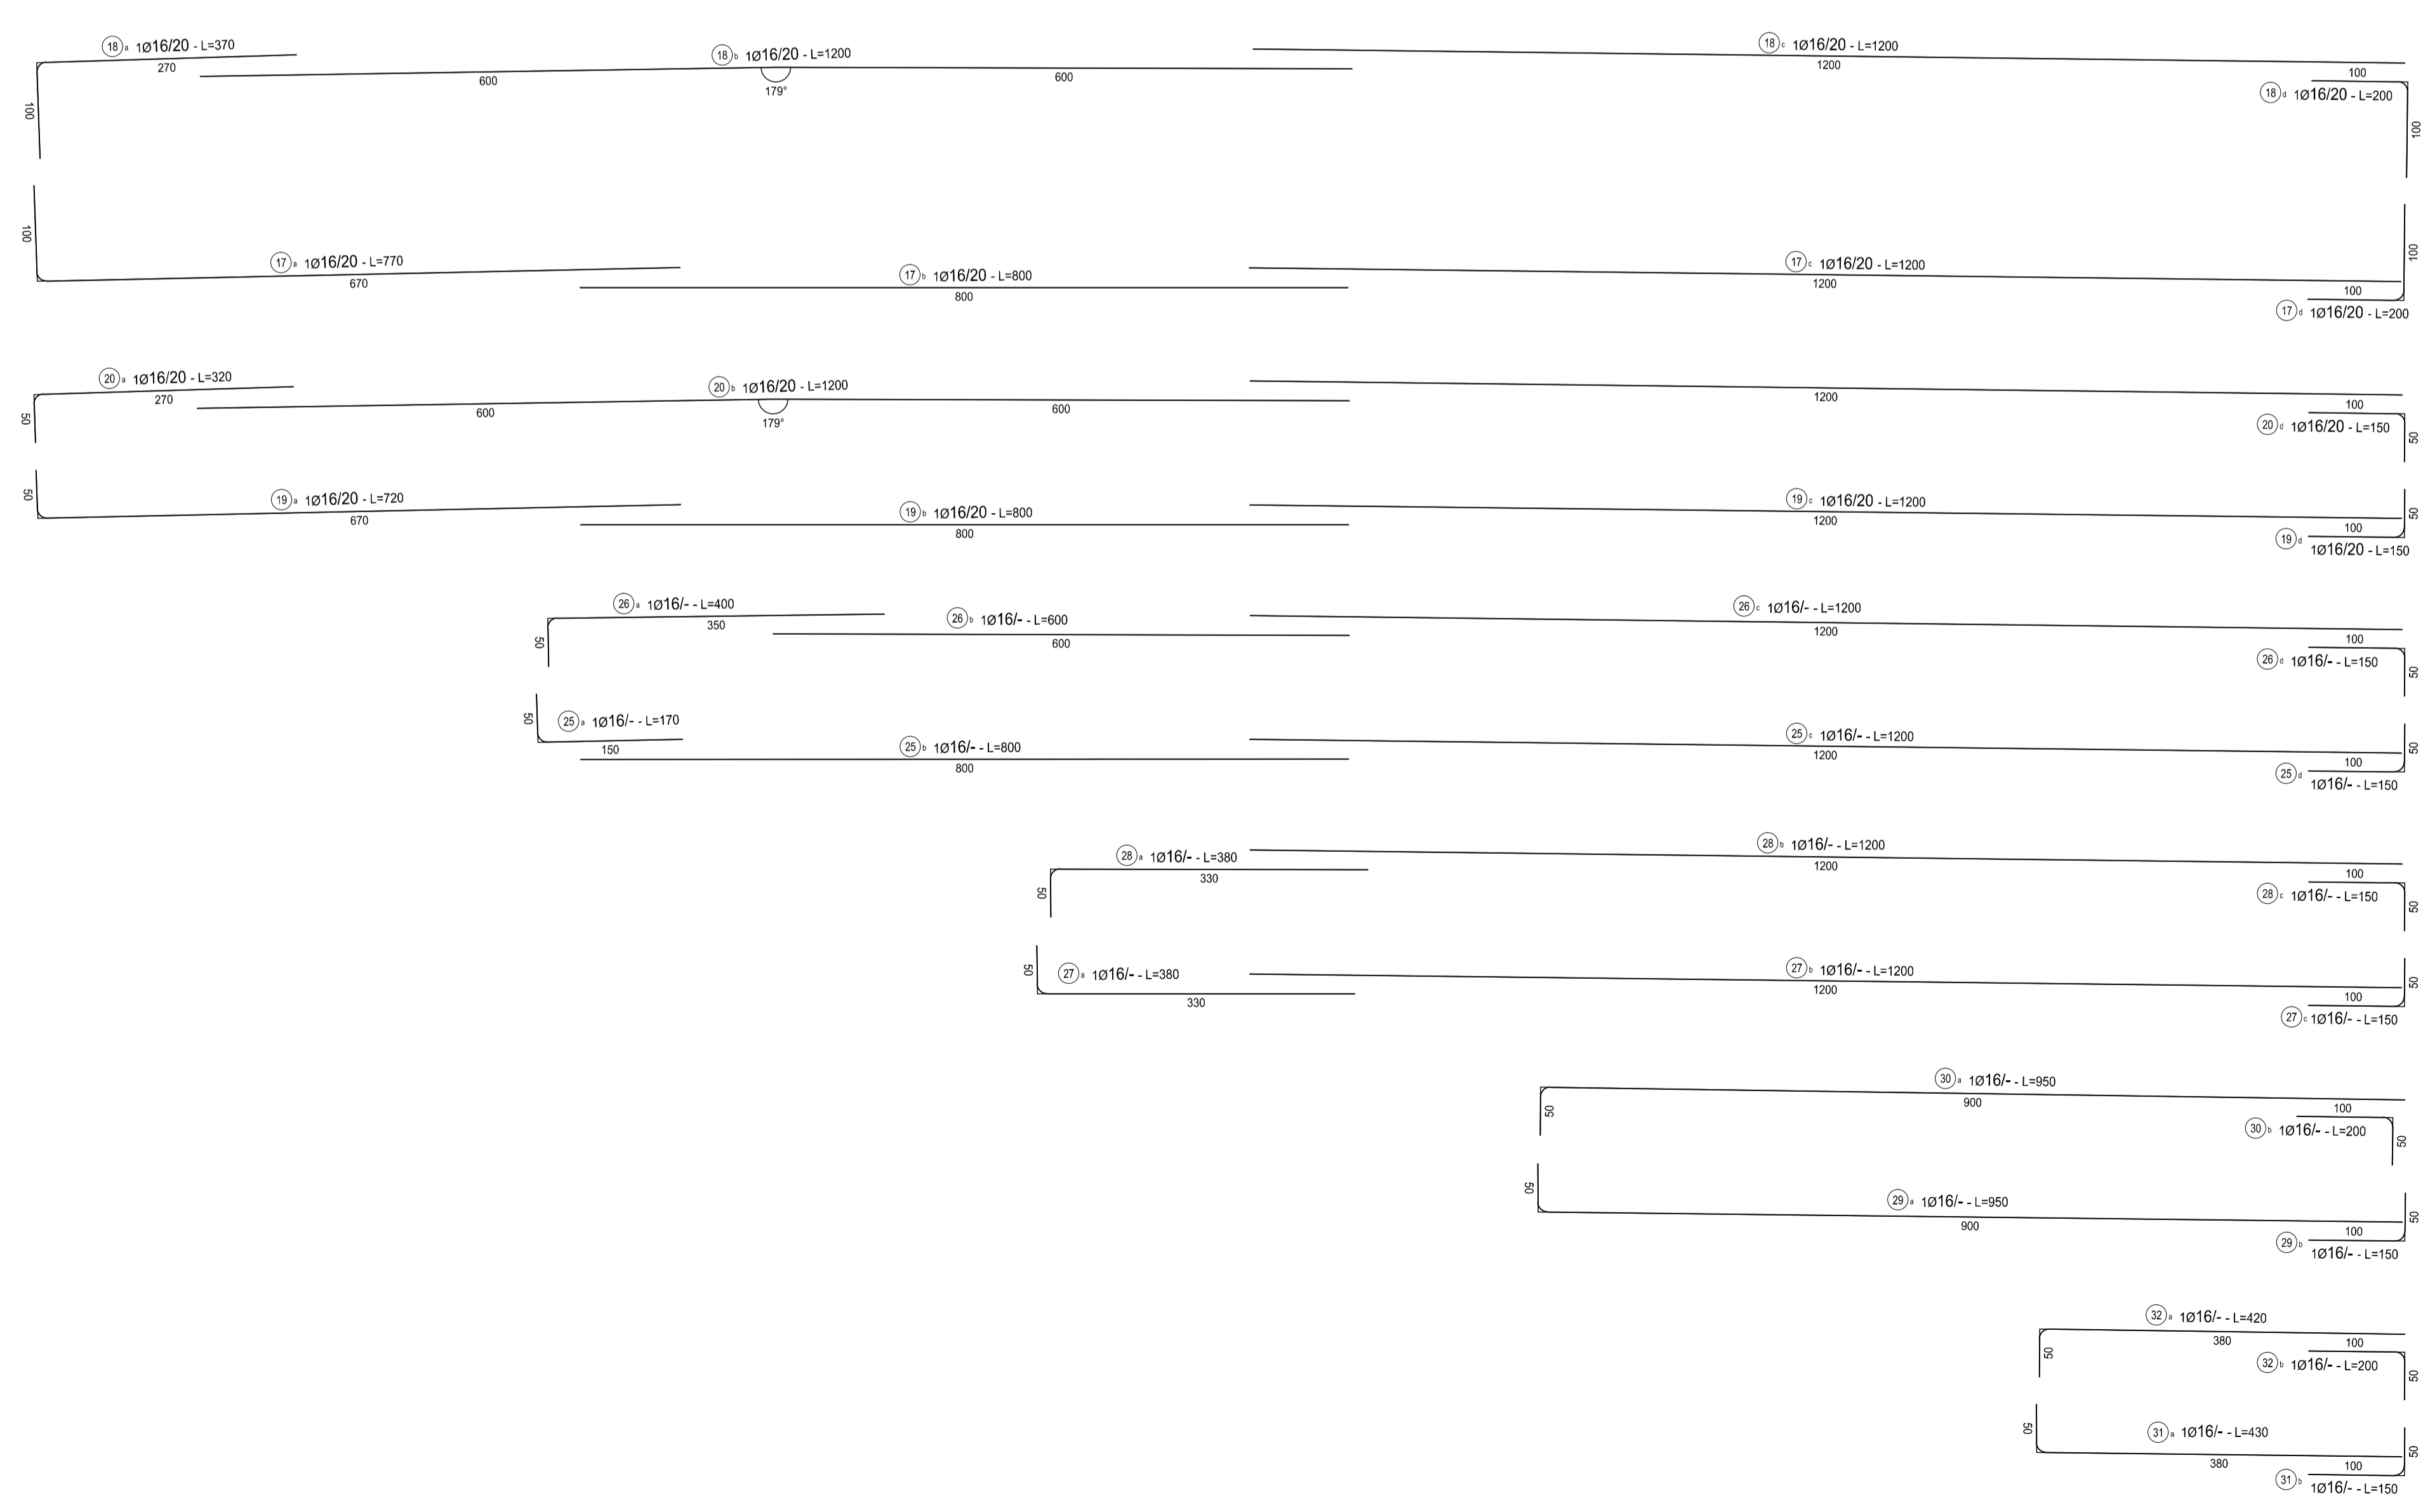 18 a 1Ø16/20 - L=370
270
100
18 b 1Ø16/20 - L=1200
600
600
179°
18 c 1Ø16/20 - L=1200
1200
100
18 d 1Ø16/20 - L=200
100
100
17 a 1Ø16/20 - L=770
670
17 b 1Ø16/20 - L=800
800
17 c 1Ø16/20 - L=1200
1200
100
100
17 d 1Ø16/20 - L=200
20 a 1Ø16/20 - L=320
270
50
20 b 1Ø16/20 - L=1200
600
600
179°
1200
100
20 d 1Ø16/20 - L=150
50
50
19 a 1Ø16/20 - L=720
670
19 b 1Ø16/20 - L=800
800
19 c 1Ø16/20 - L=1200
1200
50
100
19 d
1Ø16/20 - L=150
26 a 1Ø16/- - L=400
350
50
26 b 1Ø16/- - L=600
600
26 c 1Ø16/- - L=1200
1200
100
26 d 1Ø16/- - L=150
50
50
25 a 1Ø16/- - L=170
150
25 b 1Ø16/- - L=800
800
25 c 1Ø16/- - L=1200
1200
50
100
25 d
1Ø16/- - L=150
28 a 1Ø16/- - L=380
330
50
28 b 1Ø16/- - L=1200
1200
100
28 c 1Ø16/- - L=150
50
50
27 a 1Ø16/- - L=380
330
27 b 1Ø16/- - L=1200
1200
50
100
27 c 1Ø16/- - L=150
30 a 1Ø16/- - L=950
900
50
100
30 b 1Ø16/- - L=200
50
50
29 a 1Ø16/- - L=950
900
50
100
29 b
1Ø16/- - L=150
32 a 1Ø16/- - L=420
380
50
100
32 b 1Ø16/- - L=200
50
50
31 a 1Ø16/- - L=430
380
50
100
31 b
1Ø16/- - L=150